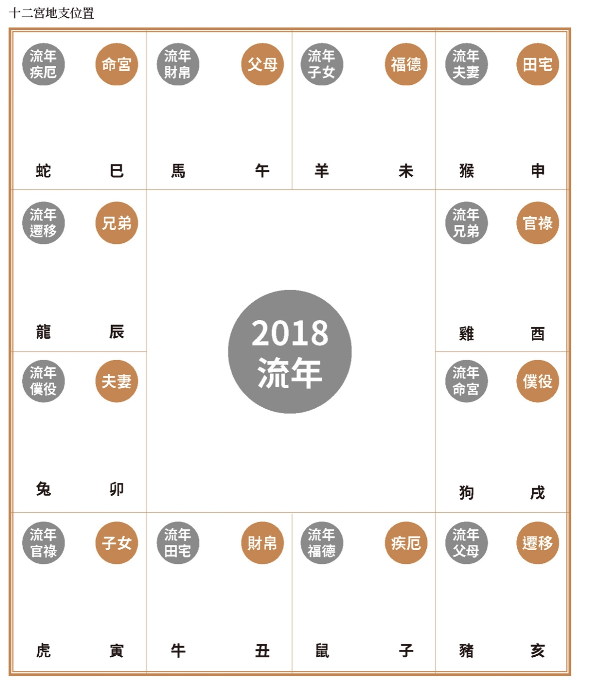 十二宮地支位置
流年
疾厄
命宮
蛇
巳
流年
財帛
父母
馬
午
流年
子女
福德
羊
未
流年
夫妻
田宅
猴
申
流年
遷移
兄弟
龍
辰
2018
流年
流年
兄弟
官祿
雞
酉
流年
僕役
夫妻
兔
卯
流年
命宮
僕役
狗
戌
流年
官祿
子女
虎
寅
流年
田宅
財帛
牛
丑
流年
福德
疾厄
鼠
子
流年
父母
遷移
豬
亥